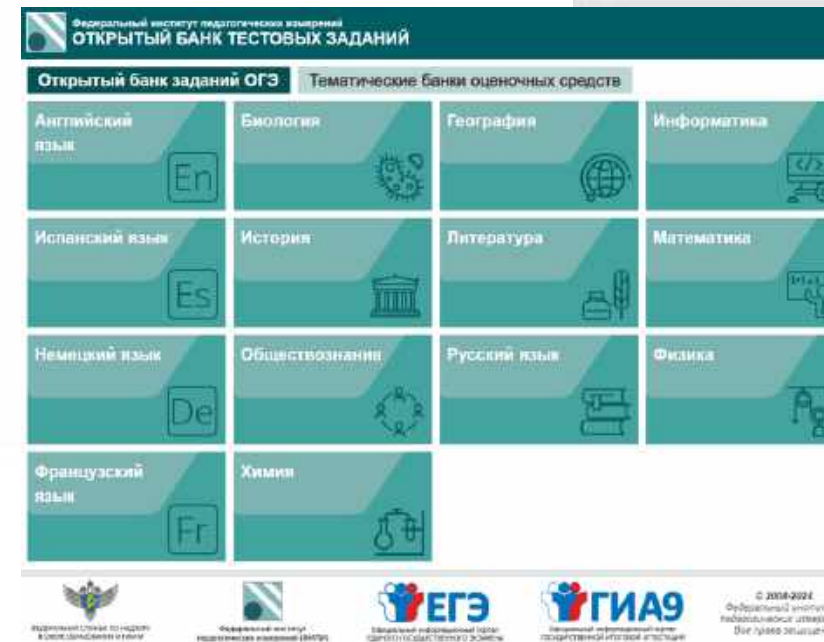 Федеральный институт педагогических измерений
ОТКРЫТЫЙ БАНК ТЕСТОВЫХ ЗАДАНИЙ
Открытый банк заданий ОГЭ
Тематические банки оценочных средств
Английский
язык
En
Биология
География
Информатика
</>
Испанский язык
Es
История
Литература
Математика
Немецкий язык
De
Обществознание
Русский язык
Физика
Французский
язык
Fr
Химия
ЕГЭ
ГИА9
© 2004-2024